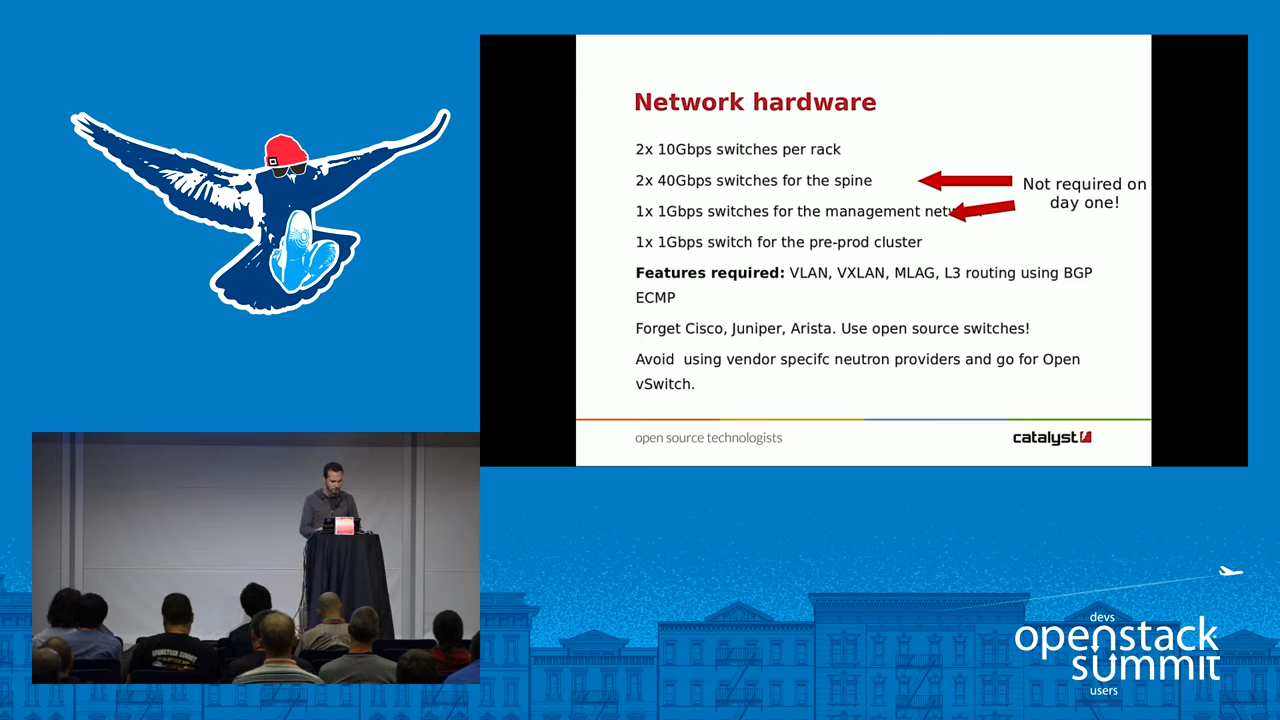 Network hardware
2x 10Gbps switches per rack
2x 40Gbps switches for the spine
1x 1Gbps switches for the management
Not required on
day one!
1x 1Gbps switch for the pre-prod cluster
Features required: VLAN, VXLAN, MLAG, L3 routing using BGP
ECMP
Forget Cisco, Juniper, Arista. Use open source switches!
Avoid using vendor specifc neutron providers and go for Open
vSwitch.
open source technologists
catalyst
OPENSTACK SUMMIT
devs
openstack
summit
users